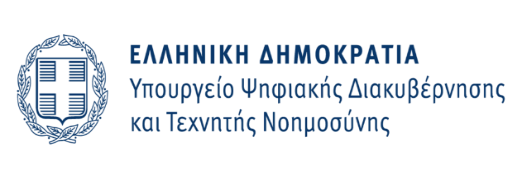 ΕΛΛΗΝΙΚΗ ΔΗΜΟΚΡΑΤΙΑ
Υπουργείο Ψηφιακής Διακυβέρνησης
και Τεχνητής Νοημοσύνης